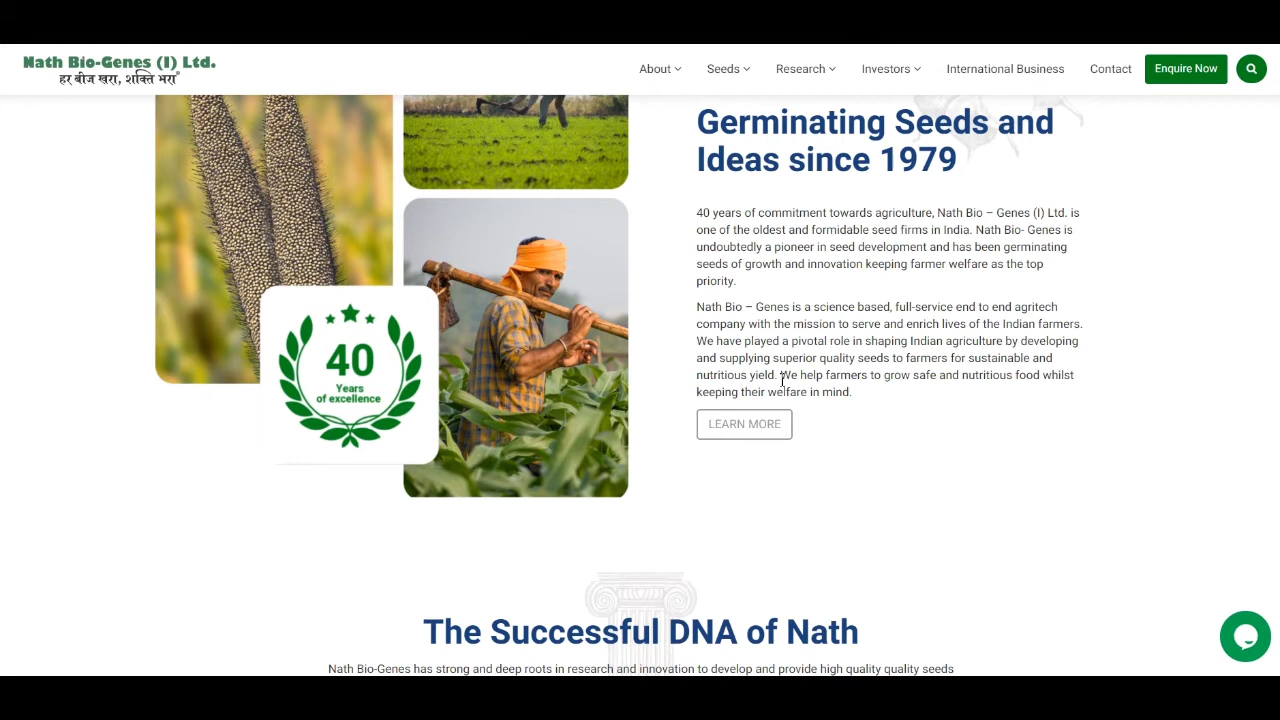 Nath Bio-Genes (I) Ltd.
हर बीज खरा, शक्ति भरा
About
Seeds
Research
Investors
International Business
Contact
Enquire Now
Germinating Seeds and
Ideas since 1979
40 years of commitment towards agriculture, Nath Bio – Genes (I) Ltd. is
one of the oldest and formidable seed firms in India. Nath Bio- Genes is
undoubtedly a pioneer in seed development and has been germinating
seeds of growth and innovation keeping farmer welfare as the top
priority.
Nath Bio – Genes is a science based, full-service end to end agritech
company with the mission to serve and enrich lives of the Indian farmers.
We have played a pivotal role in shaping Indian agriculture by developing
and supplying superior quality seeds to farmers for sustainable and
nutritious yield. We help farmers to grow safe and nutritious food whilst
keeping their welfare in mind.
LEARN MORE
40
Years
of excellence
The Successful DNA of Nath
Nath Bio-Genes has strong and deep roots in research and innovation to develop and provide high quality quality seeds